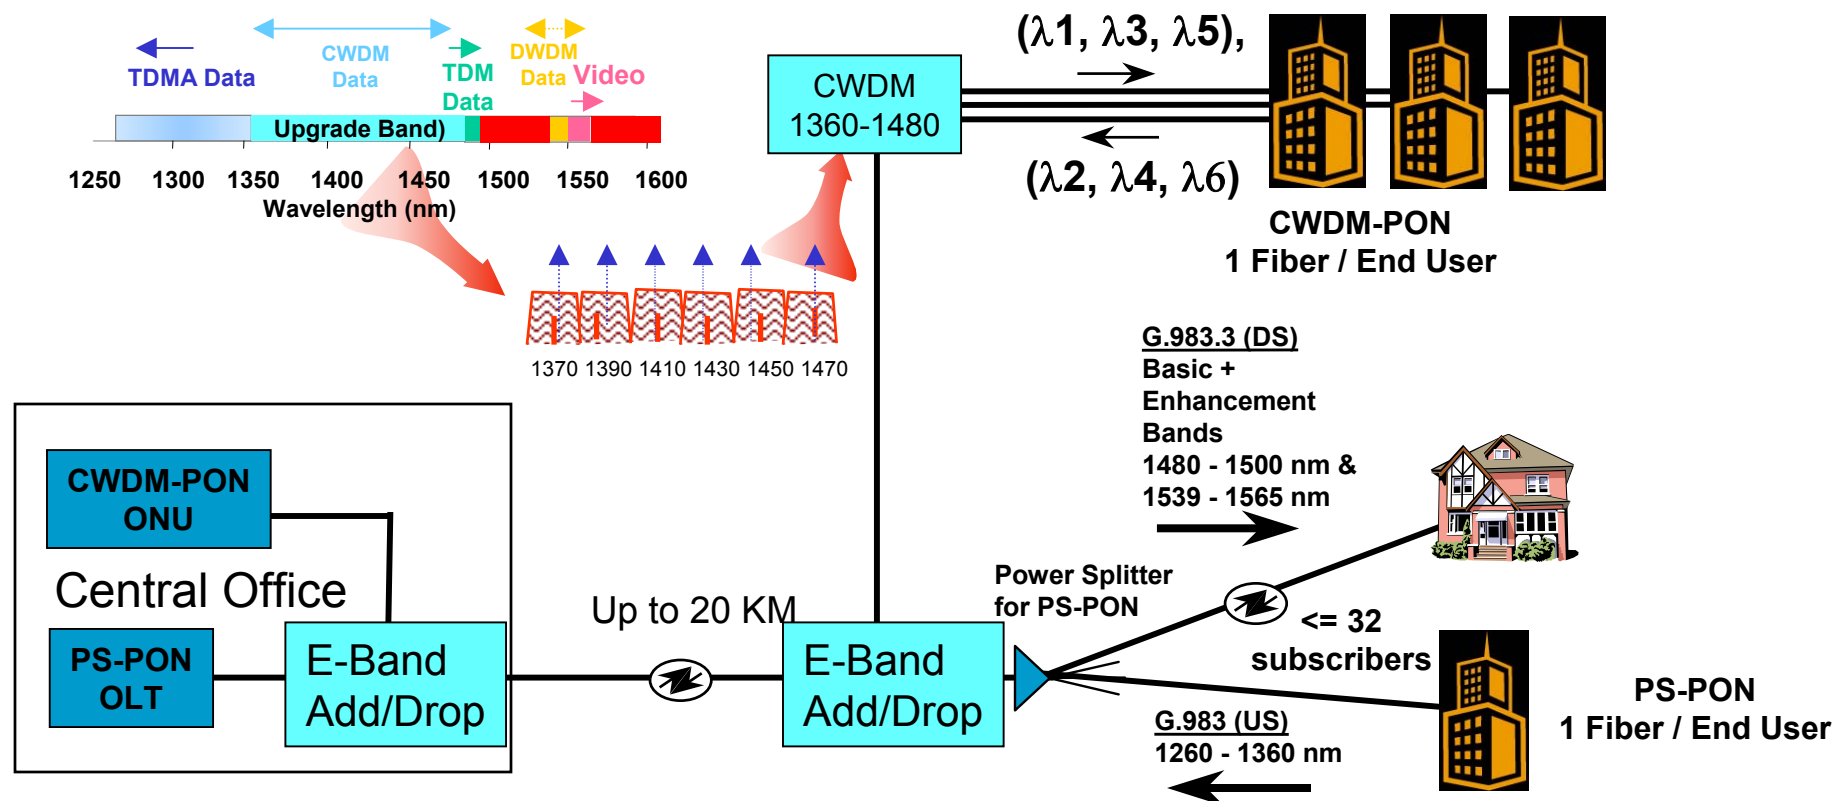 TDMA Data
CWDM
Data
TDM
Data
DWDM
Data
Video
Upgrade Band)
1250 1300 1350 1400 1450 1500 1550 1600
Wavelength (nm)
1370 1390 1410 1430 1450 1470
CWDM
1360-1480
(λ1, λ3, λ5),
(λ2, λ4, λ6)
CWDM-PON
1 Fiber / End User
G.983.3 (DS)
Basic +
Enhancement
Bands
1480 - 1500 nm &
1539 - 1565 nm
CWDM-PON
ONU
Central Office
PS-PON
OLT
E-Band
Add/Drop
Up to 20 KM
E-Band
Add/Drop
Power Splitter
for PS-PON
<= 32
subscribers
G.983 (US)
1260 - 1360 nm
PS-PON
1 Fiber / End User